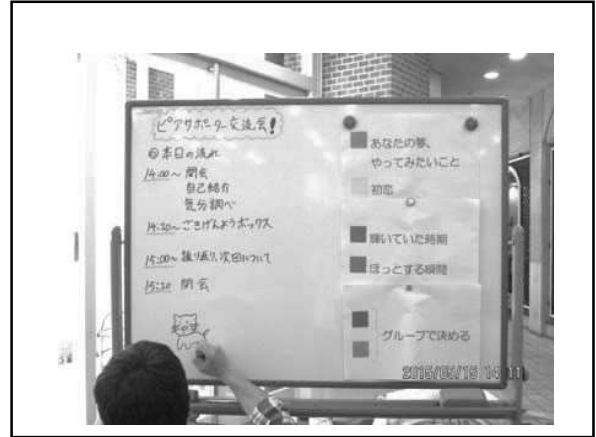 ピアサポーター交流会!
◎本日の流れ
14:00～ 開会
自己紹介
気分調べ
14:20～ ごきげんようボックス
15:00～ 振り返り、次回について
15:20 閉会
あなたの夢、
やってみたいこと
初恋
輝いていた時期
ほっとする瞬間
グループで決める
2015/05/15 14:11